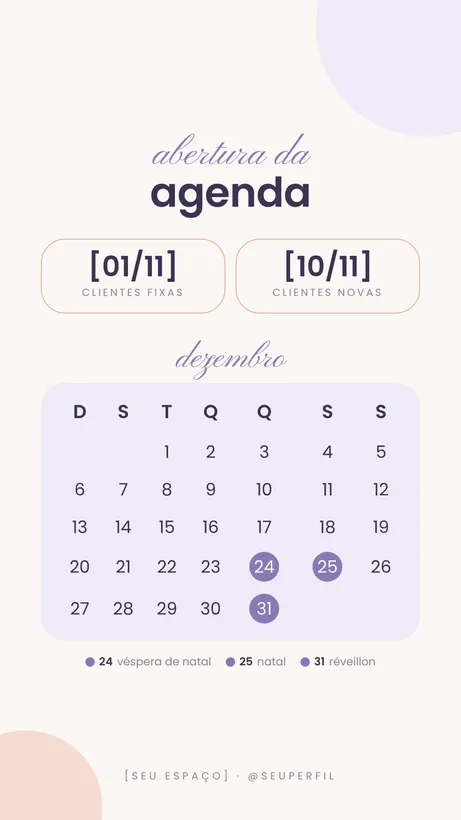 abertura da
agenda
[01/11] [10/11]
CLIENTES FIXAS CLIENTES NOVAS
dezembro
D S T Q Q S S
1 2 3 4 5
6 7 8 9 10 11 12
13 14 15 16 17 18 19
20 21 22 23 24 25 26
27 28 29 30 31
24 véspera de natal 25 natal 31 réveillon
[SEU ESPAÇO] · @SEUPERFIL